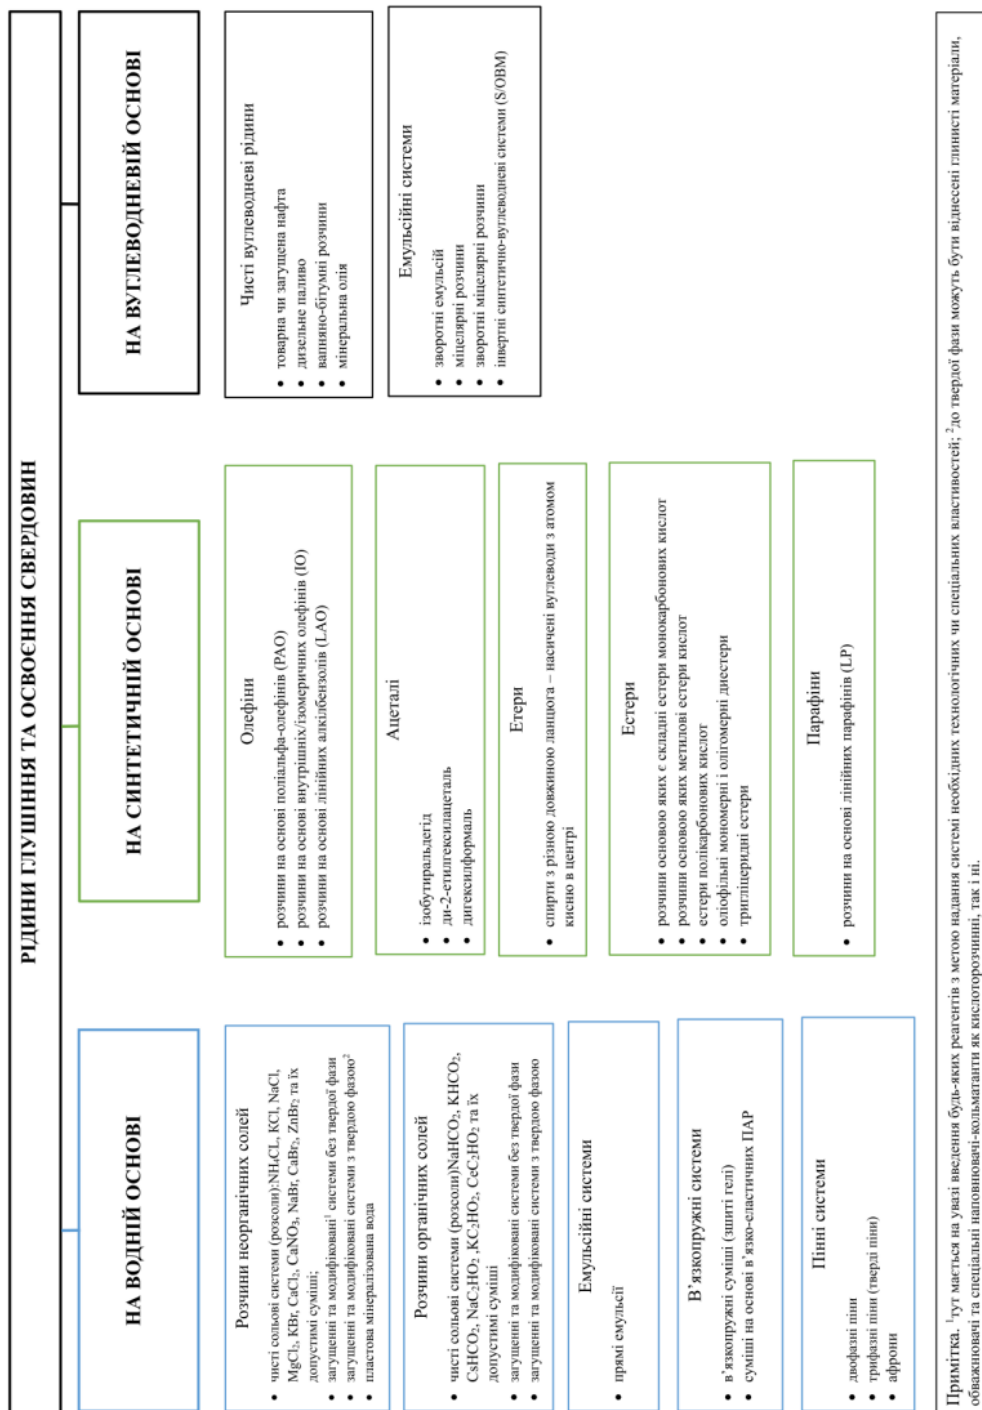 РІДИНИ ГЛУШІННЯ ТА ОСВОЄННЯ СВЕРДОВИН
НА ВОДНІЙ ОСНОВІ
Розчини неорганічних солей
• чисті сольові системи (розсоли):NH₄CL, KCl, NaCl,
MgCl₂, KBr, CaCl₂, CaNO₃, NaBr, CaBr₂, ZnBr₂ та їх
допустимі суміші;
• загущенні та модифіковані¹ системи без твердої фази
• загущенні та модифіковані системи з твердою фазою²
• пластова мінералізована вода
Розчини органічних солей
• чисті сольові системи (розсоли)NaHCO₂, KHCO₂,
CsHCO₂, NaC₂HO₂ ,KC₂HO₂, CeC₂HO₂ та їх
допустимі суміші
• загущенні та модифіковані системи без твердої фази
• загущенні та модифіковані системи з твердою фазою
Емульсійні системи
• прямі емульсії
В’язкопружні системи
• в’язкопружні суміші (зшиті гелі)
• суміші на основі в’язко-еластичних ПАР
Пінні системи
• двофазні піни
• трифазні піни (тверді піни)
• афрони
НА СИНТЕТИЧНІЙ ОСНОВІ
Олефіни
• розчини на основі поліальфа-олефінів (PAO)
• розчини на основі внутрішніх/ізомеричних олефінів (IO)
• розчини на основі лінійних алкілбензолів (LAO)
Ацеталі
• ізобутиральдегід
• ди-2-етилгексилацеталь
• дигексилформаль
Етери
• спирти з різною довжиною ланцюга – насичені вуглеводи з атомом
кисню в центрі
Естери
• розчини основою яких є складні естери монокарбонових кислот
• розчини основою яких метилові естери кислот
• естери полікарбонових кислот
• оліофільні мономерні і олігомерні диестери
• тригліцеридні естери
Парафіни
• розчини на основі лінійних парафінів (LP)
НА ВУГЛЕВОДНЕВІЙ ОСНОВІ
Чисті вуглеводневі рідини
• товарна чи загущена нафта
• дизельне паливо
• вапняно-бітумні розчини
• мінеральна олія
Емульсійні системи
• зворотні емульсій
• міцелярні розчини
• зворотні міцелярні розчини
• інвертні синтетично-вуглеводневі системи (S/OBM)
Примітка. ¹тут мається на увазі введення будь-яких реагентів з метою надання системі необхідних технологічних чи спеціальних властивостей; ²до твердої фази можуть бути віднесені глинисті матеріали,
обважнювачі та спеціальні наповнювачі-кольматанти як кислоторозчинні, так і ні.